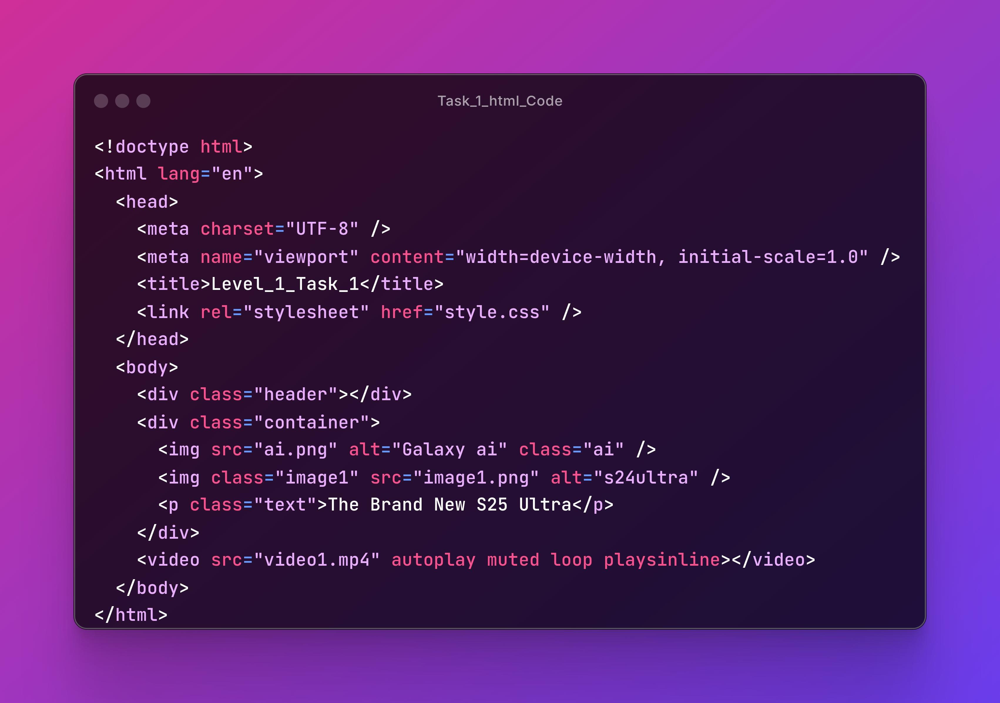 Task_1_html_Code
<!doctype html>
<html lang="en">
  <head>
    <meta charset="UTF-8" />
    <meta name="viewport" content="width=device-width, initial-scale=1.0" />
    <title>Level_1_Task_1</title>
    <link rel="stylesheet" href="style.css" />
  </head>
  <body>
    <div class="header"></div>
    <div class="container">
      <img src="ai.png" alt="Galaxy ai" class="ai" />
      <img class="image1" src="image1.png" alt="s24ultra" />
      <p class="text">The Brand New S25 Ultra</p>
    </div>
    <video src="video1.mp4" autoplay muted loop playsinline></video>
  </body>
</html>